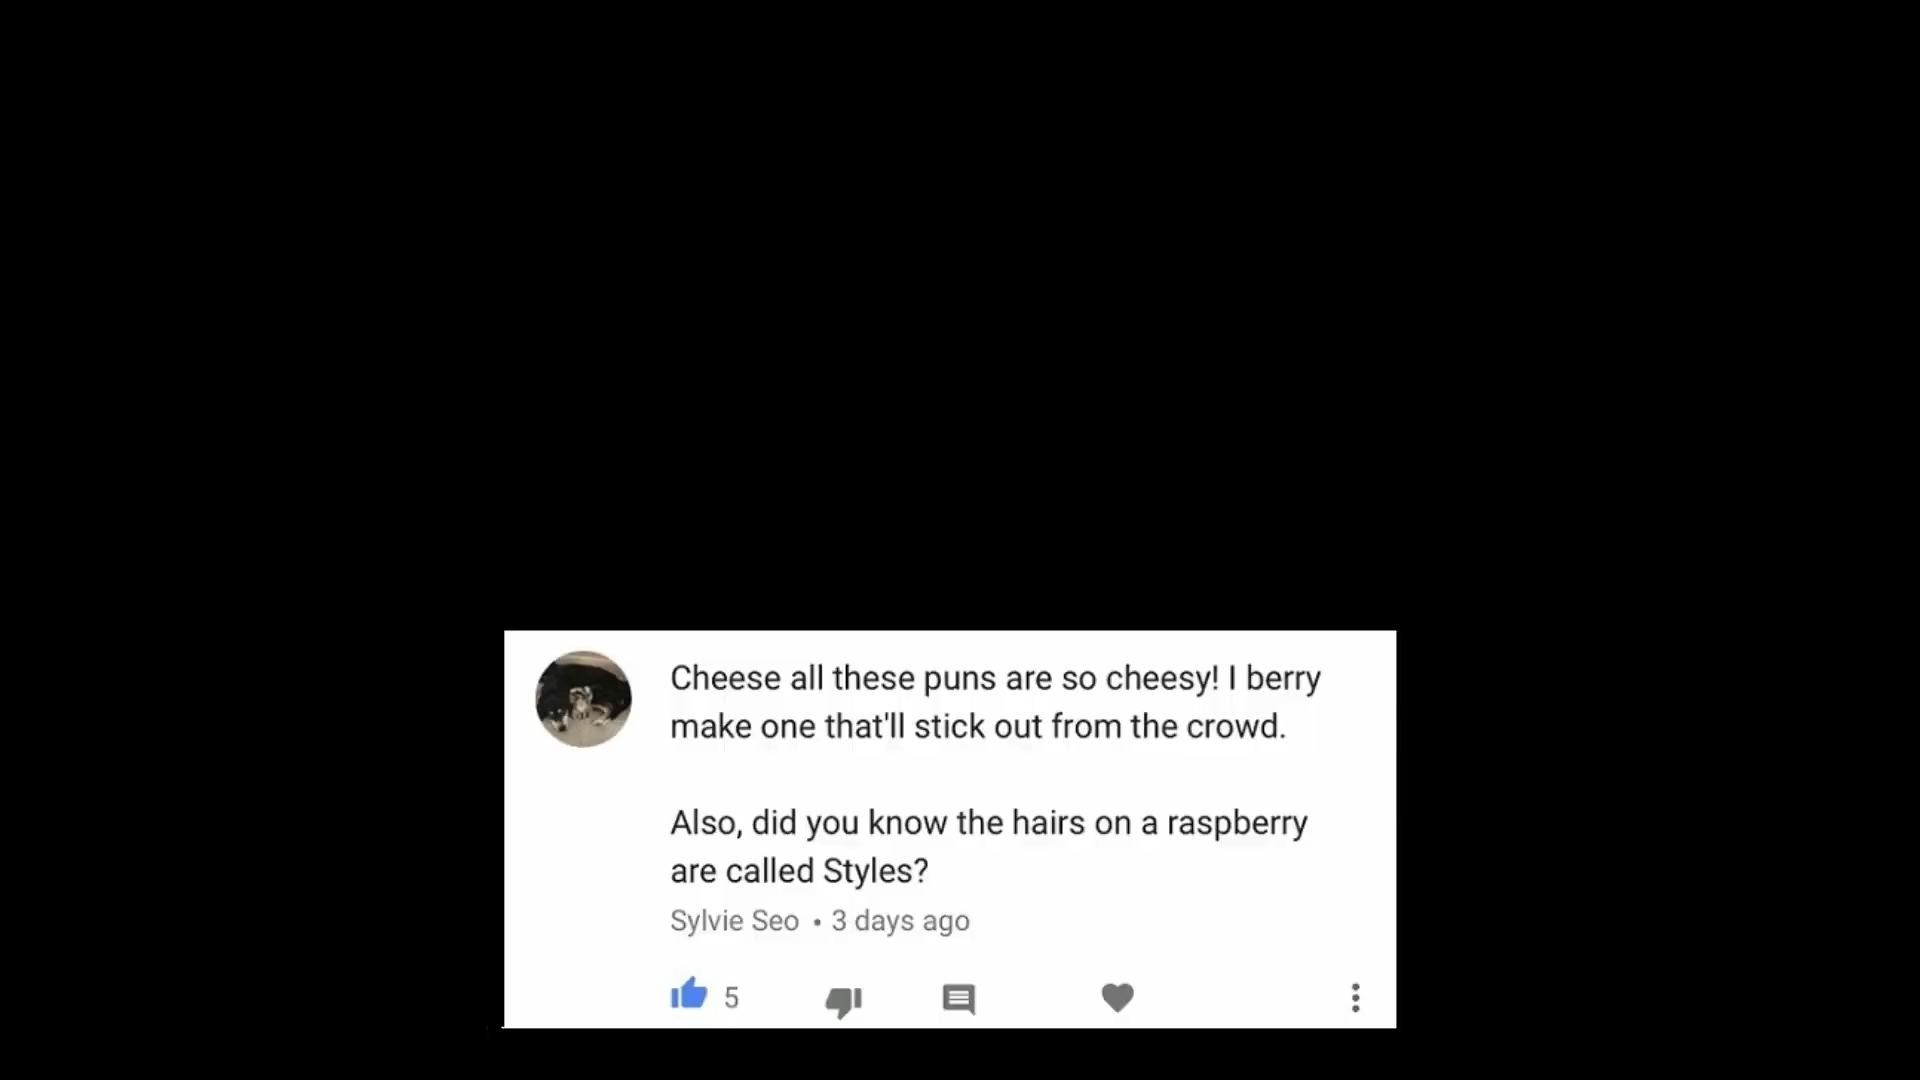 Cheese all these puns are so cheesy! I berry
make one that'll stick out from the crowd.
Also, did you know the hairs on a raspberry
are called Styles?
Sylvie Seo • 3 days ago
5